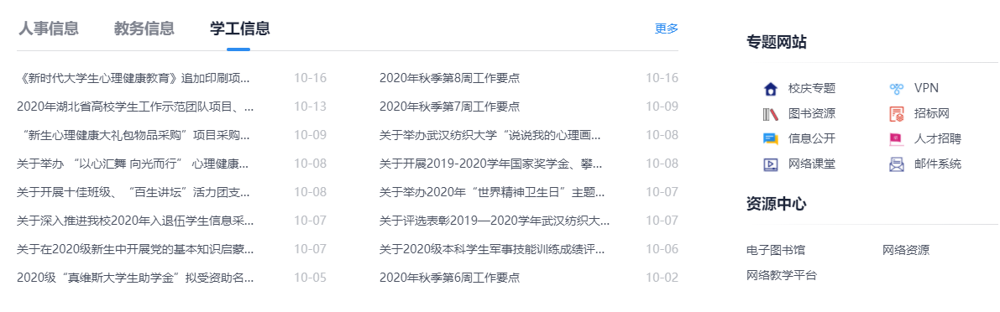 人事信息 教务信息 学工信息 更多
《新时代大学生心理健康教育》追加印刷项... 10-16
2020年湖北省高校学生工作示范团队项目、... 10-13
“新生心理健康大礼包物品采购”项目采购... 10-09
关于举办 “以心汇舞 向光而行” 心理健康... 10-08
关于开展十佳班级、“百生讲坛”活力团支... 10-08
关于深入推进我校2020年入退伍学生信息采... 10-07
关于在2020级新生中开展党的基本知识启蒙... 10-07
2020级“真维斯大学生助学金”拟受资助名... 10-05
2020年秋季第8周工作要点 10-16
2020年秋季第7周工作要点 10-09
关于举办武汉纺织大学“说说我的心理画... 10-08
关于开展2019-2020学年国家奖学金、攀... 10-08
关于举办2020年“世界精神卫生日”主题... 10-07
关于评选表彰2019—2020学年武汉纺织大... 10-07
关于2020级本科学生军事技能训练成绩评... 10-06
2020年秋季第6周工作要点 10-02
专题网站
校庆专题 VPN
图书资源 招标网
信息公开 人才招聘
网络课堂 邮件系统
资源中心
电子图书馆 网络资源
网络教学平台